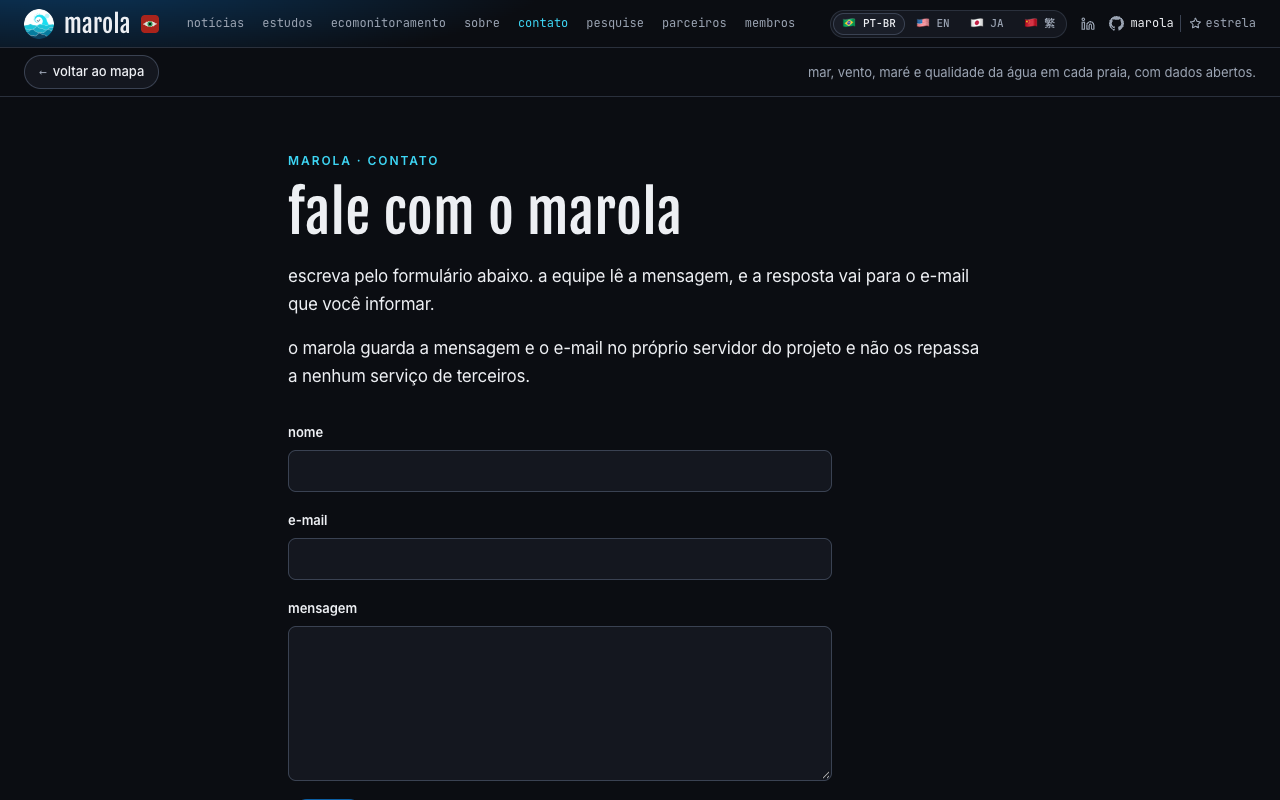 marola
notícias estudos ecomonitoramento sobre contato pesquise parceiros membros
PT-BR EN JA 繁
marola estrela
← voltar ao mapa
mar, vento, maré e qualidade da água em cada praia, com dados abertos.
MAROLA · CONTATO
fale com o marola
escreva pelo formulário abaixo. a equipe lê a mensagem, e a resposta vai para o e-mail
que você informar.
o marola guarda a mensagem e o e-mail no próprio servidor do projeto e não os repassa
a nenhum serviço de terceiros.
nome
e-mail
mensagem